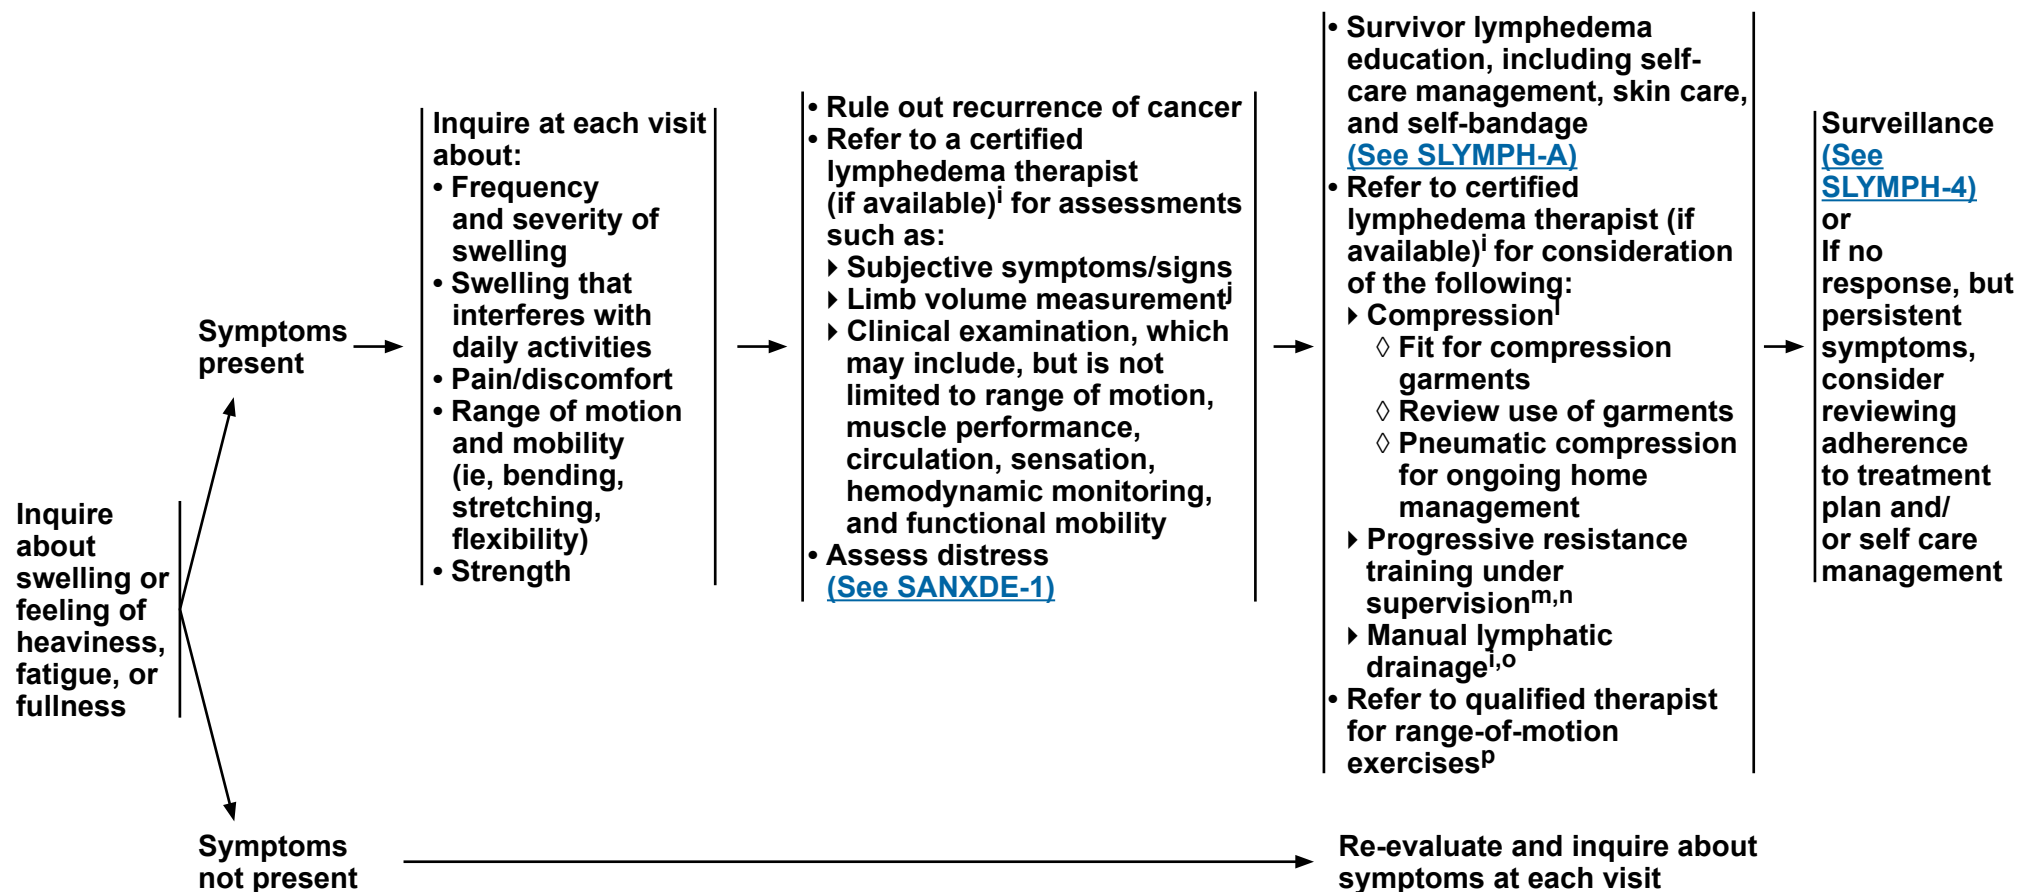 Inquire
about
swelling or
feeling of
heaviness,
fatigue, or
fullness
Symptoms
present
Inquire at each visit
about:
• Frequency
and severity of
swelling
• Swelling that
interferes with
daily activities
• Pain/discomfort
• Range of motion
and mobility
(ie, bending,
stretching,
flexibility)
• Strength
• Rule out recurrence of cancer
• Refer to a certified
lymphedema therapist
(if available)i for assessments
such as:
▸ Subjective symptoms/signs
▸ Limb volume measurementj
▸ Clinical examination, which
may include, but is not
limited to range of motion,
muscle performance,
circulation, sensation,
hemodynamic monitoring,
and functional mobility
• Assess distress
(See SANXDE-1)
• Survivor lymphedema
education, including self-
care management, skin care,
and self-bandage
(See SLYMPH-A)
• Refer to certified
lymphedema therapist (if
available)i for consideration
of the following:
▸ Compressionl
◊ Fit for compression
garments
◊ Review use of garments
◊ Pneumatic compression
for ongoing home
management
▸ Progressive resistance
training under
supervisionm,n
▸ Manual lymphatic
drainagei,o
• Refer to qualified therapist
for range-of-motion
exercisesp
Surveillance
(See
SLYMPH-4)
or
If no
response, but
persistent
symptoms,
consider
reviewing
adherence
to treatment
plan and/
or self care
management
Symptoms
not present
Re-evaluate and inquire about
symptoms at each visit